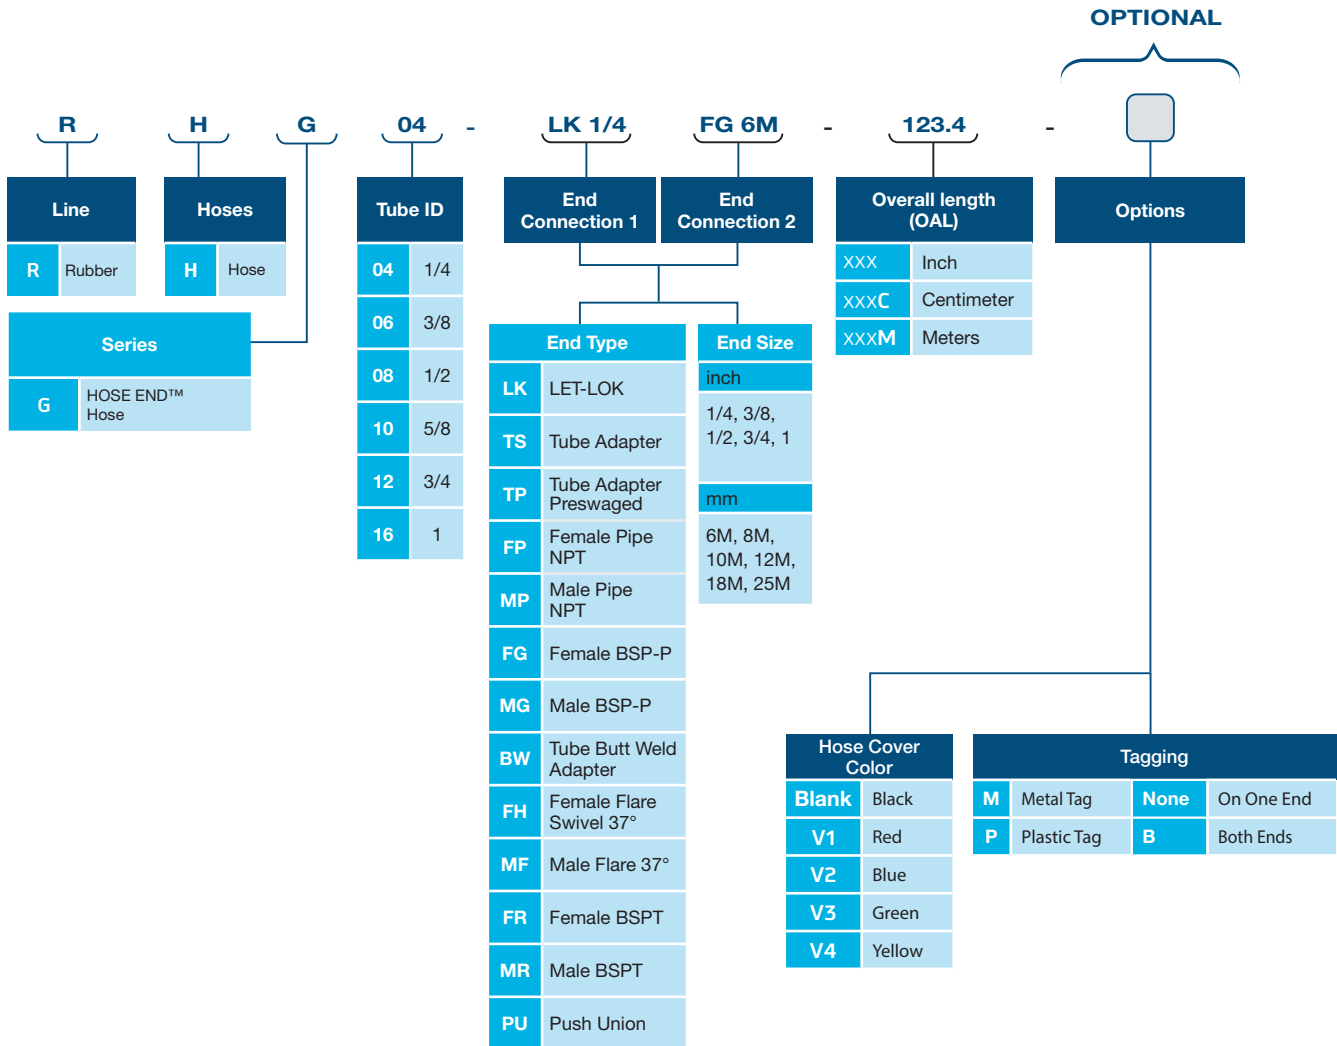 OPTIONAL
R H G 04 - LK 1/4 FG 6M - 123.4 -
Line
R Rubber
Hoses
H Hose
Series
G HOSE END™
Hose
Tube ID
04 1/4
06 3/8
08 1/2
10 5/8
12 3/4
16 1
End
Connection 1
End
Connection 2
End Type
LK LET-LOK
TS Tube Adapter
TP Tube Adapter
Preswaged
FP Female Pipe
NPT
MP Male Pipe
NPT
FG Female BSP-P
MG Male BSP-P
BW Tube Butt Weld
Adapter
FH Female Flare
Swivel 37°
MF Male Flare 37°
FR Female BSPT
MR Male BSPT
PU Push Union
End Size
inch
1/4, 3/8,
1/2, 3/4, 1
mm
6M, 8M,
10M, 12M,
18M, 25M
Overall length
(OAL)
XXX Inch
XXXC Centimeter
XXXM Meters
Options
Hose Cover
Color
Blank Black
V1 Red
V2 Blue
V3 Green
V4 Yellow
Tagging
M Metal Tag None On One End
P Plastic Tag B Both Ends